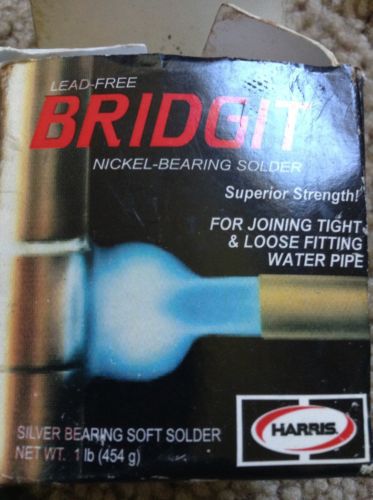 LEAD-FREE
BRIDGIT
NICKEL-BEARING SOLDER
Superior Strength!
FOR JOINING TIGHT
& LOOSE FITTING
WATER PIPE
HARRIS
SILVER BEARING SOFT SOLDER
NET WT. 1 lb (454 g)